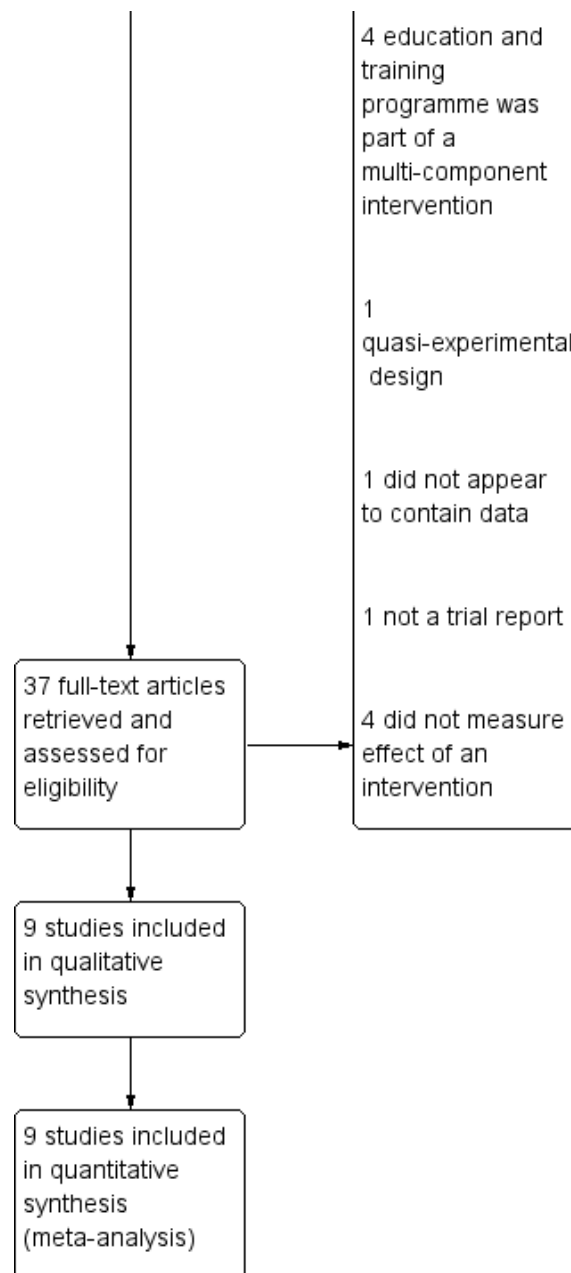 4 education and
training
programme was
part of a
multi-component
intervention
1
quasi-experimental
design
1 did not appear
to contain data
1 not a trial report
37 full-text articles
retrieved and
assessed for
eligibility
4 did not measure
effect of an
intervention
9 studies included
in qualitative
synthesis
9 studies included
in quantitative
synthesis
(meta-analysis)